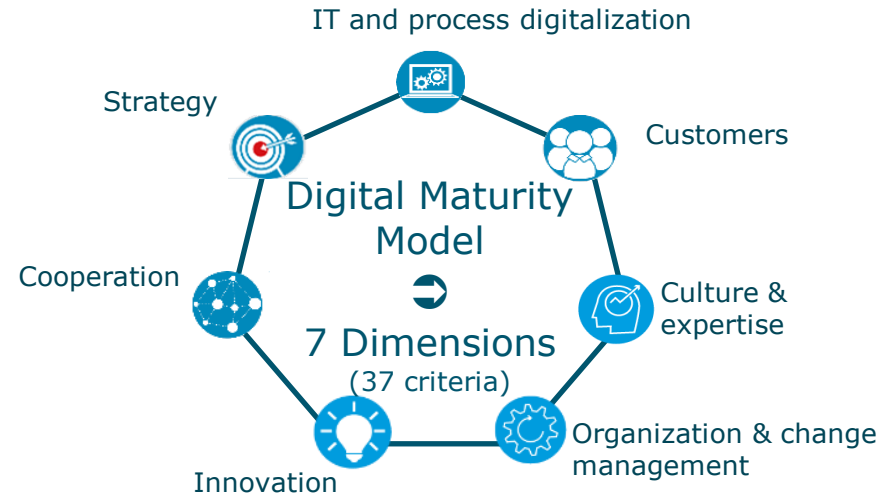 IT and process digitalization
Strategy
Customers
Digital Maturity
Model
Cooperation
Culture &
expertise
7 Dimensions
(37 criteria)
Organization & change
management
Innovation